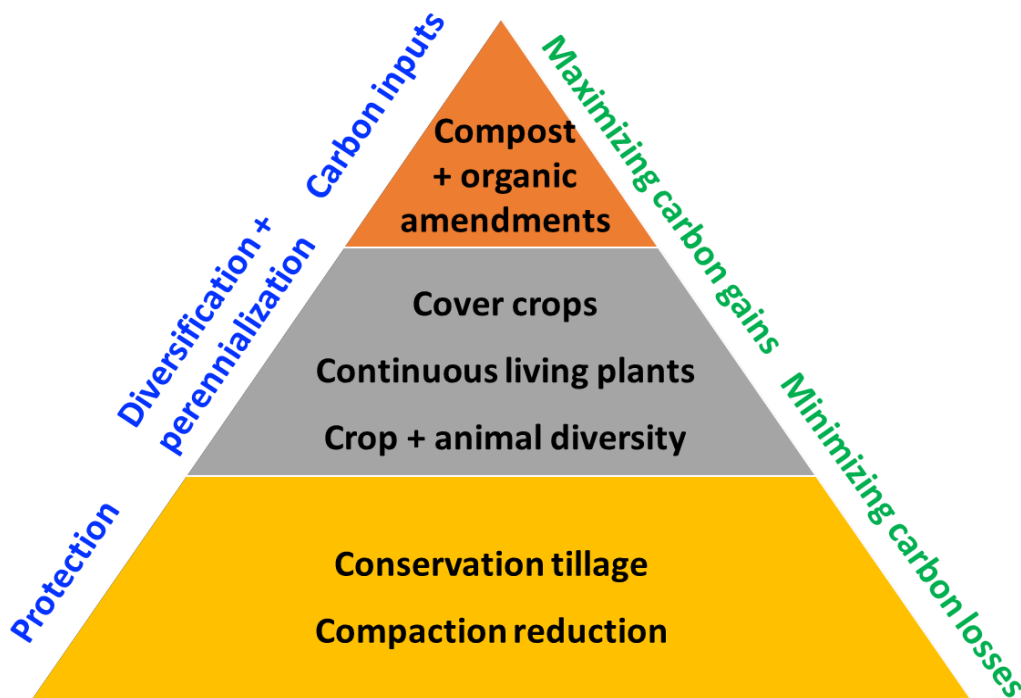 Carbon inputs
Diversification +
perennialization
Protection
Compost
+ organic
amendments
Cover crops
Continuous living plants
Crop + animal diversity
Conservation tillage
Compaction reduction
Maximizing carbon gains
Minimizing carbon losses